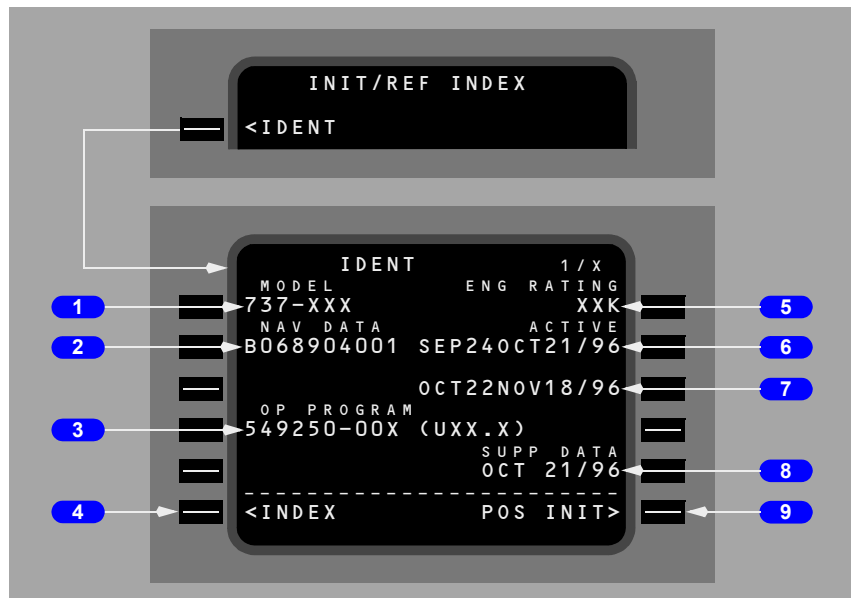 INIT/REF INDEX
<IDENT
IDENT 1/X
MODEL ENG RATING
1 737-XXX XXK 5
NAV DATA ACTIVE
2 B068904001 SEP24OCT21/96 6
OCT22NOV18/96 7
OP PROGRAM
3 549250-00X (UXX.X)
SUPP DATA
OCT 21/96 8
--------------------------
4 <INDEX POS INIT> 9